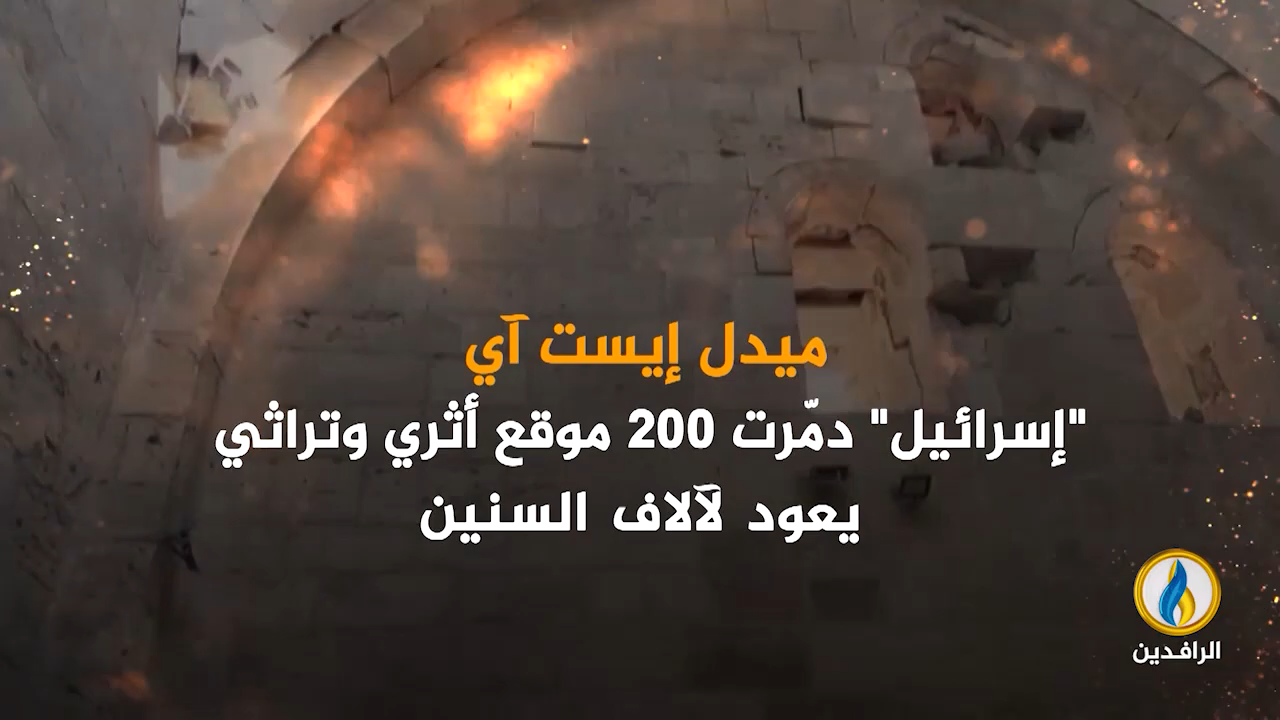 ميدل إيست آي
"إسرائيل" دمّرت 200 موقع أثري وتراثي
يعود لآلاف السنين
الرافدين